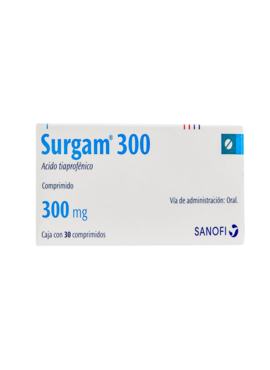 Surgam® 300
Acido tiaprofénico
Comprimido
300 mg
Vía de administración: Oral.
Caja con 30 comprimidos
SANOFI